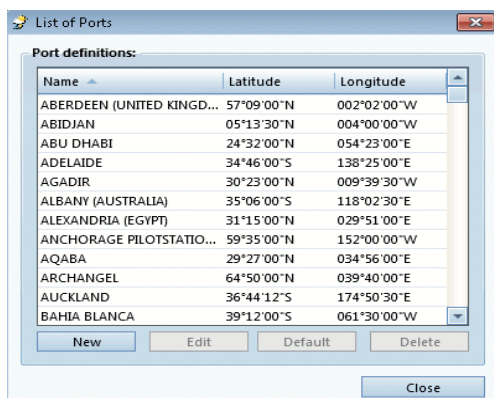 List of Ports
Port definitions:
Name Latitude Longitude
ABERDEEN (UNITED KINGD... 57°09'00"N 002°02'00"W
ABIDJAN 05°13'30"N 004°00'00"W
ABU DHABI 24°32'00"N 054°23'00"E
ADELAIDE 34°46'00"S 138°25'00"E
AGADIR 30°23'00"N 009°39'30"W
ALBANY (AUSTRALIA) 35°06'00"S 118°02'30"E
ALEXANDRIA (EGYPT) 31°15'00"N 029°51'00"E
ANCHORAGE PILOTSTATIO... 59°35'00"N 152°00'00"W
AQABA 29°27'00"N 034°56'00"E
ARCHANGEL 64°50'00"N 039°40'00"E
AUCKLAND 36°44'12"S 174°50'30"E
BAHIA BLANCA 39°12'00"S 061°30'00"W
New Edit Default Delete
Close